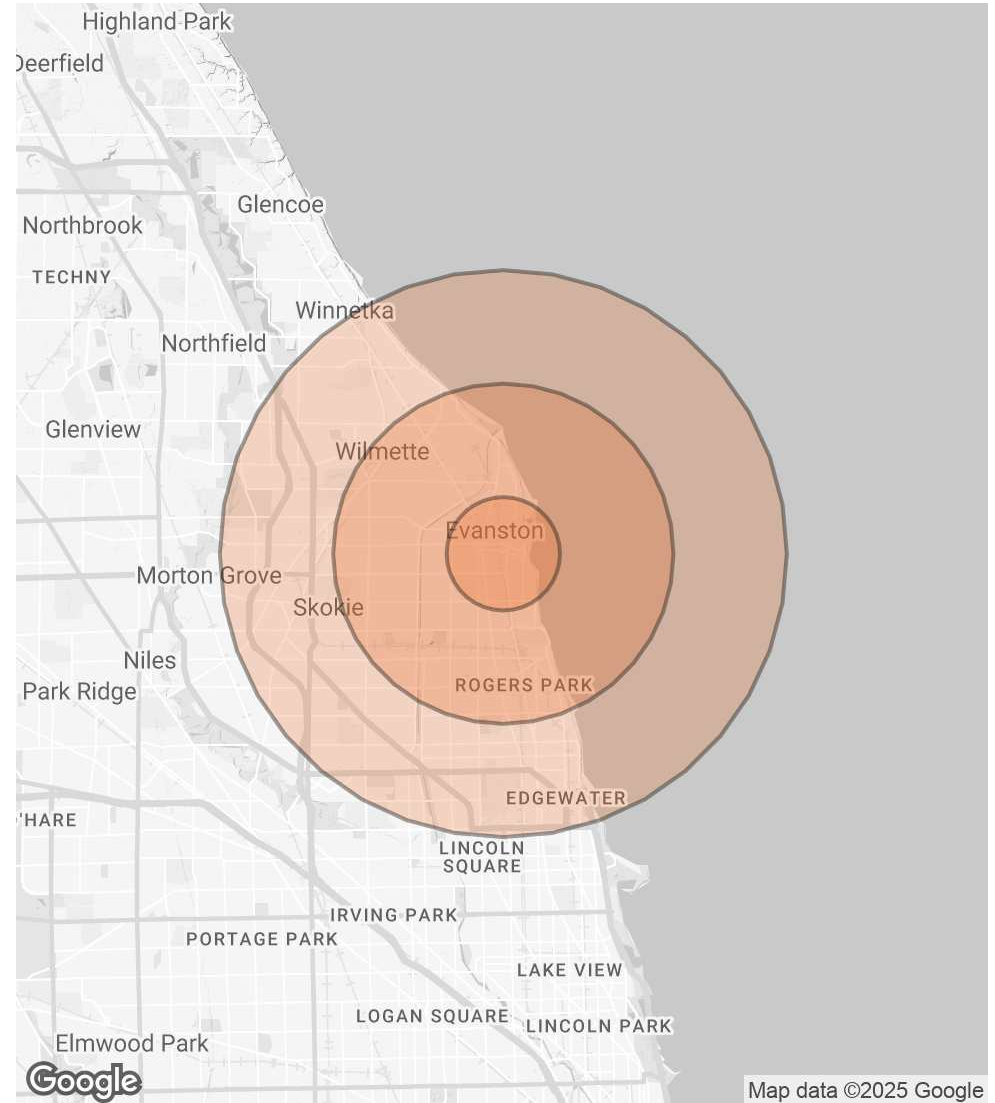 Highland Park
Deerfield
Glencoe
Northbrook
TECHNY
Winnetka
Northfield
Glenview
Wilmette
Evanston
Morton Grove
Skokie
Niles
Park Ridge
ROGERS PARK
EDGEWATER
'HARE
LINCOLN
SQUARE
IRVING PARK
PORTAGE PARK
LAKE VIEW
LOGAN SQUARE
LINCOLN PARK
Elmwood Park
Google
Map data ©2025 Google